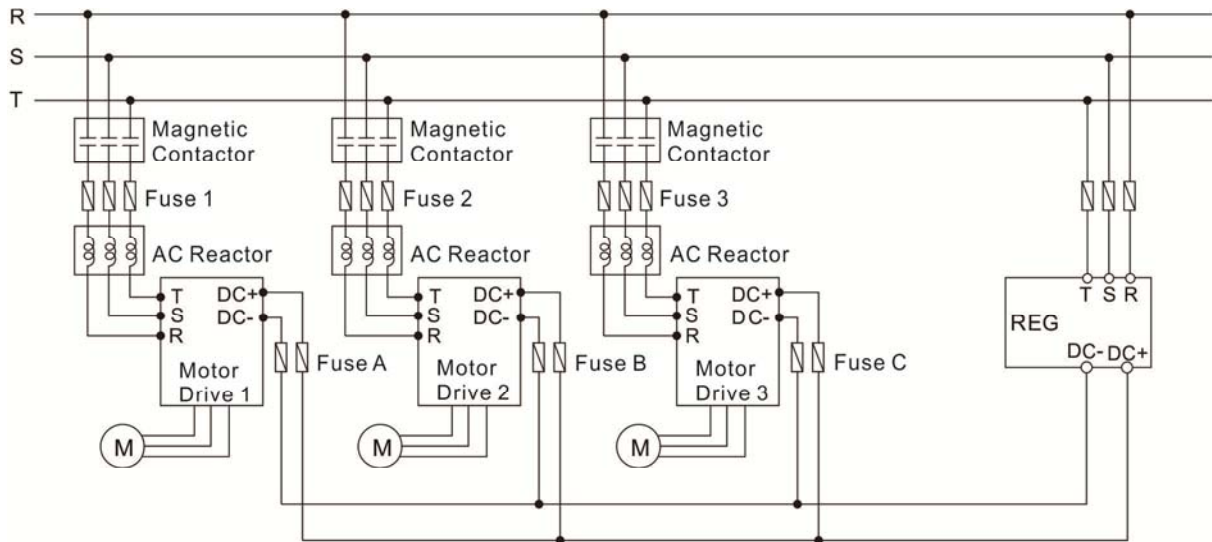 R
S
T
Magnetic
Contactor
Magnetic
Contactor
Magnetic
Contactor
Fuse 1
Fuse 2
Fuse 3
AC Reactor
AC Reactor
AC Reactor
T
S
R
DC+
DC-
Motor
Drive 1
Fuse A
M
T
S
R
DC+
DC-
Motor
Drive 2
Fuse B
M
T
S
R
DC+
DC-
Motor
Drive 3
Fuse C
M
T S R
REG
DC- DC+